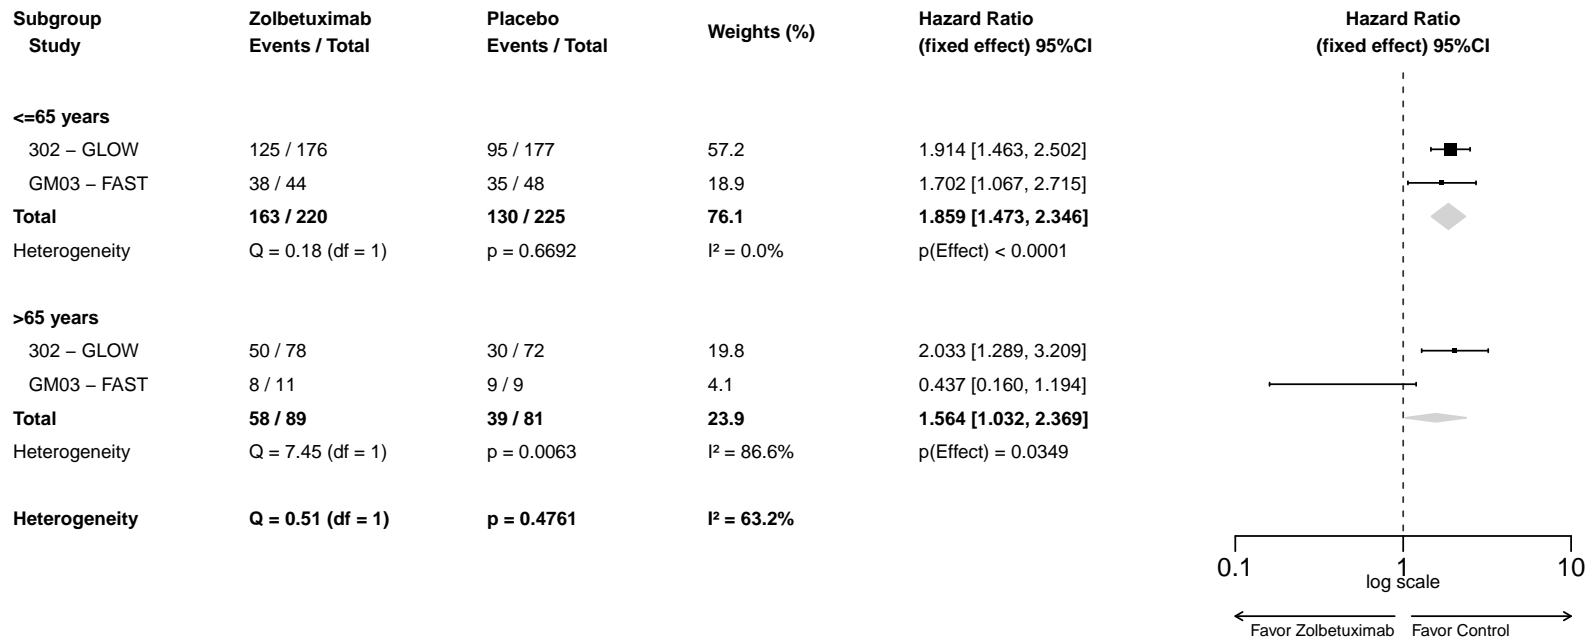 Subgroup Zolbetuximab Placebo Weights (%) Hazard Ratio Hazard Ratio
Study Events / Total Events / Total (fixed effect) 95%CI (fixed effect) 95%CI
<=65 years
302 – GLOW 125 / 176 95 / 177 57.2 1.914 [1.463, 2.502]
GM03 – FAST 38 / 44 35 / 48 18.9 1.702 [1.067, 2.715]
Total 163 / 220 130 / 225 76.1 1.859 [1.473, 2.346]
Heterogeneity Q = 0.18 (df = 1) p = 0.6692 I² = 0.0% p(Effect) < 0.0001
>65 years
302 – GLOW 50 / 78 30 / 72 19.8 2.033 [1.289, 3.209]
GM03 – FAST 8 / 11 9 / 9 4.1 0.437 [0.160, 1.194]
Total 58 / 89 39 / 81 23.9 1.564 [1.032, 2.369]
Heterogeneity Q = 7.45 (df = 1) p = 0.0063 I² = 86.6% p(Effect) = 0.0349
Heterogeneity Q = 0.51 (df = 1) p = 0.4761 I² = 63.2%
0.1 1 10
log scale
Favor Zolbetuximab Favor Control